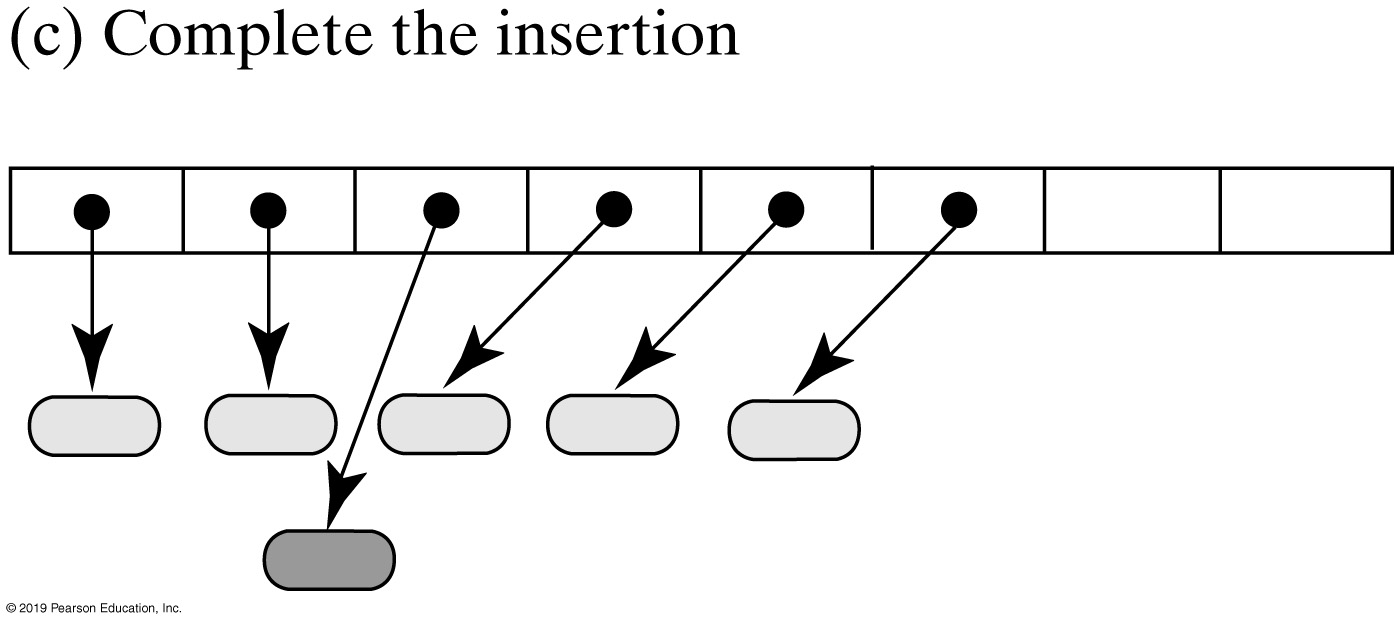 (c) Complete the insertion
© 2019 Pearson Education, Inc.